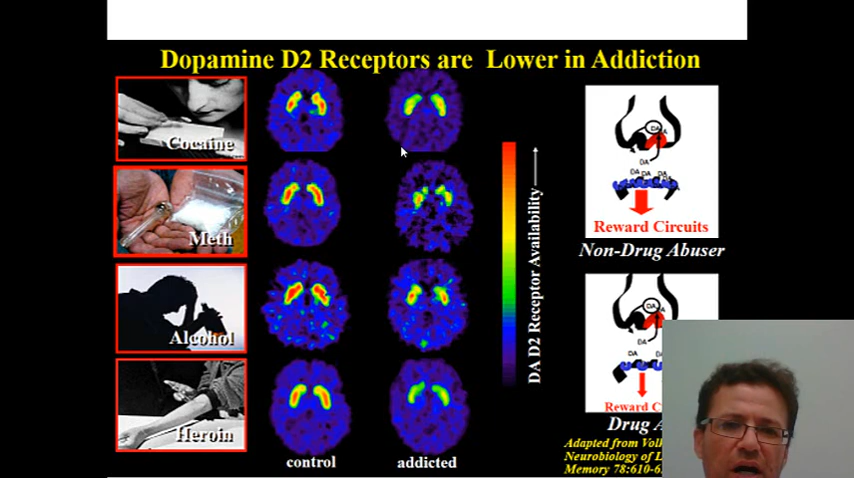 Dopamine D2 Receptors are Lower in Addiction
Cocaine
Meth
Alcohol
Heroin
control
addicted
DA D2 Receptor Availability
DA
DA
DA DA DA
Reward Circuits
Non-Drug Abuser
DA
DA
DA
Reward C
Drug A
Adapted from Volk
Neurobiology of L
Memory 78:610-6